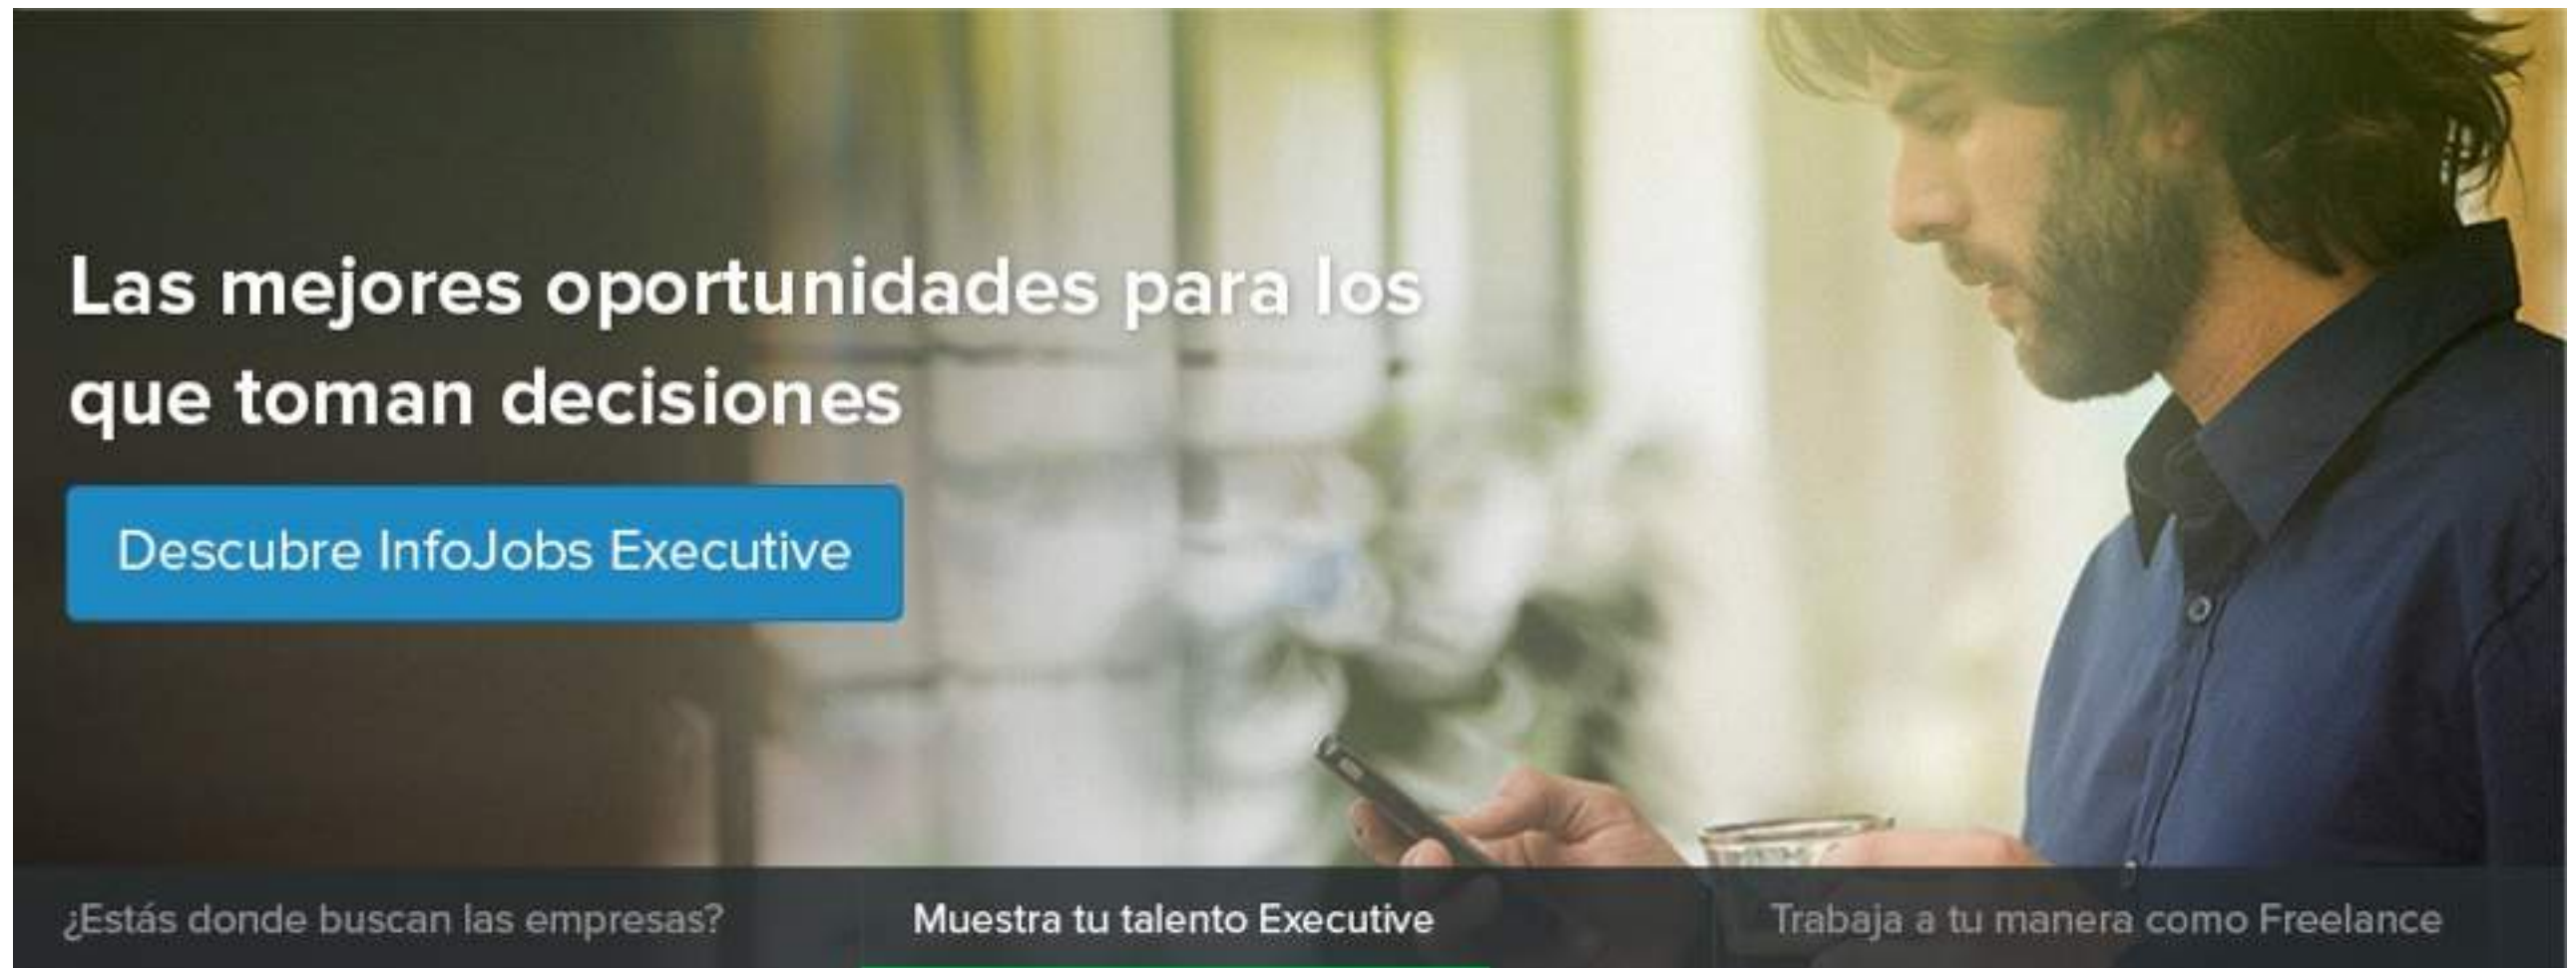 Las mejores oportunidades para los
que toman decisiones
Descubre InfoJobs Executive
¿Estás donde buscan las empresas?
Muestra tu talento Executive
Trabaja a tu manera como Freelance